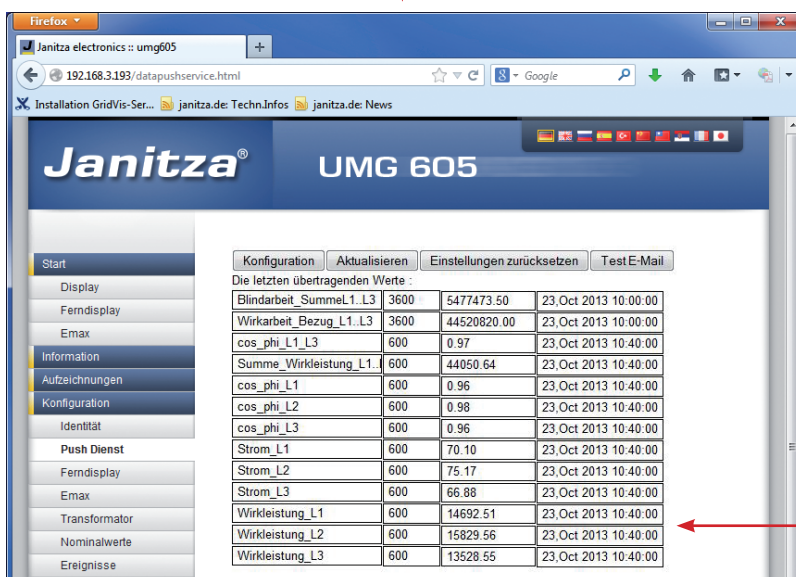 Firefox
Janitza electronics :: umg605
192.168.3.193/datapushservice.html
Google
Installation GridVis-Ser... janitza.de: Techn.Infos janitza.de: News
Janitza® UMG 605
Konfiguration Aktualisieren Einstellungen zurücksetzen Test E-Mail
Die letzten übertragenden Werte :
Blindarbeit_SummeL1..L3 3600 5477473.50 23,Oct 2013 10:00:00
Wirkarbeit_Bezug_L1..L3 3600 44520820.00 23,Oct 2013 10:00:00
cos_phi_L1_L3 600 0.97 23,Oct 2013 10:40:00
Summe_Wirkleistung_L1.. 600 44050.64 23,Oct 2013 10:40:00
cos_phi_L1 600 0.96 23,Oct 2013 10:40:00
cos_phi_L2 600 0.98 23,Oct 2013 10:40:00
cos_phi_L3 600 0.96 23,Oct 2013 10:40:00
Strom_L1 600 70.10 23,Oct 2013 10:40:00
Strom_L2 600 75.17 23,Oct 2013 10:40:00
Strom_L3 600 66.88 23,Oct 2013 10:40:00
Wirkleistung_L1 600 14692.51 23,Oct 2013 10:40:00
Wirkleistung_L2 600 15829.56 23,Oct 2013 10:40:00
Wirkleistung_L3 600 13528.55 23,Oct 2013 10:40:00
Start
Display
Ferndisplay
Emax
Information
Aufzeichnungen
Konfiguration
Identität
Push Dienst
Ferndisplay
Emax
Transformator
Nominalwerte
Ereignisse